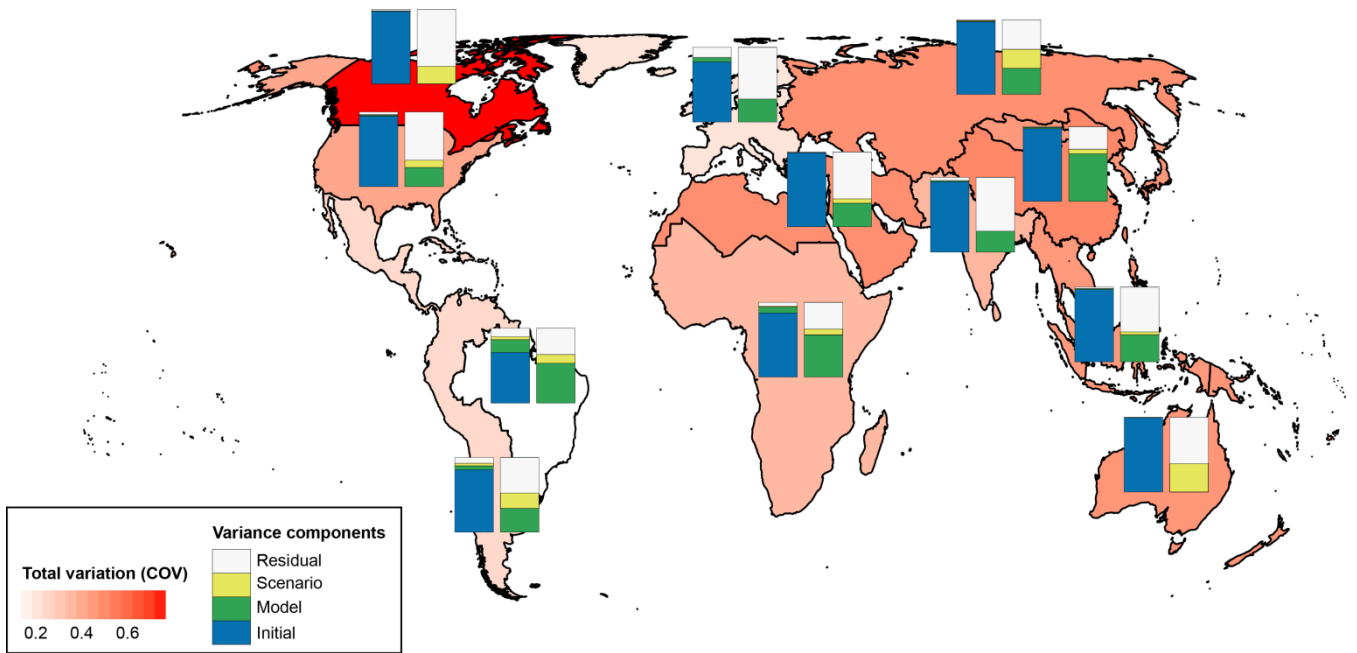 Variance components
Residual
Scenario
Model
Initial
Total variation (COV)
0.2 0.4 0.6